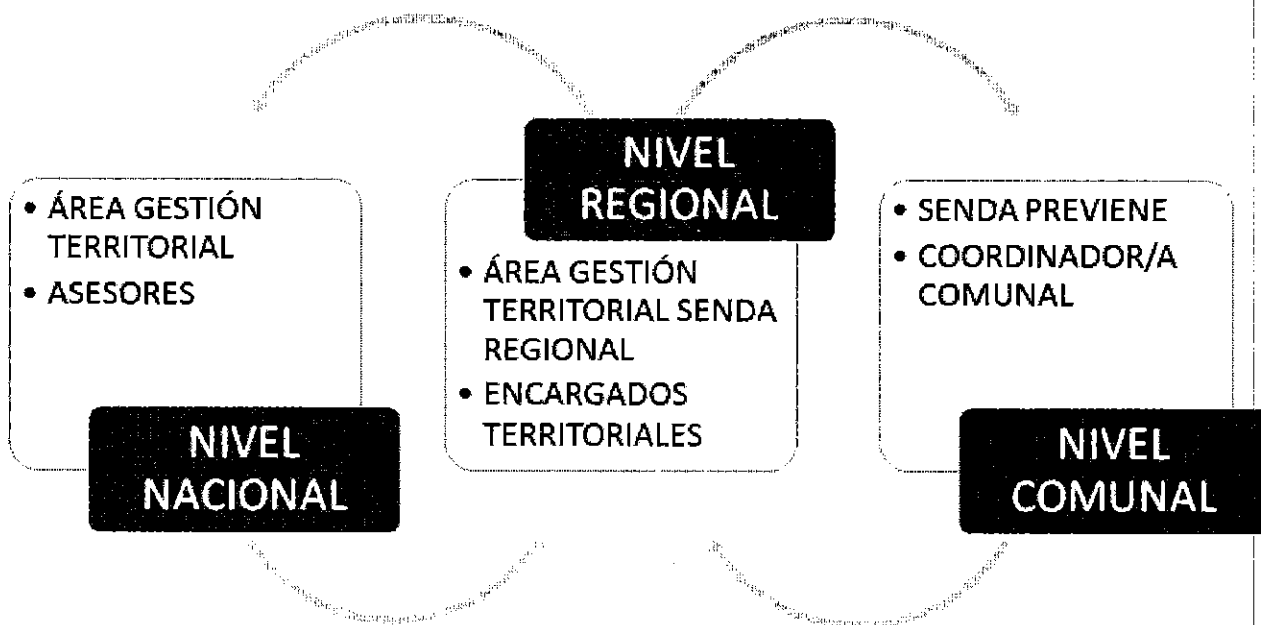 • ÁREA GESTIÓN
TERRITORIAL
• ASESORES
NIVEL
NACIONAL
NIVEL
REGIONAL
• ÁREA GESTIÓN
TERRITORIAL SENDA
REGIONAL
• ENCARGADOS
TERRITORIALES
• SENDA PREVIENE
• COORDINADOR/A
COMUNAL
NIVEL
COMUNAL